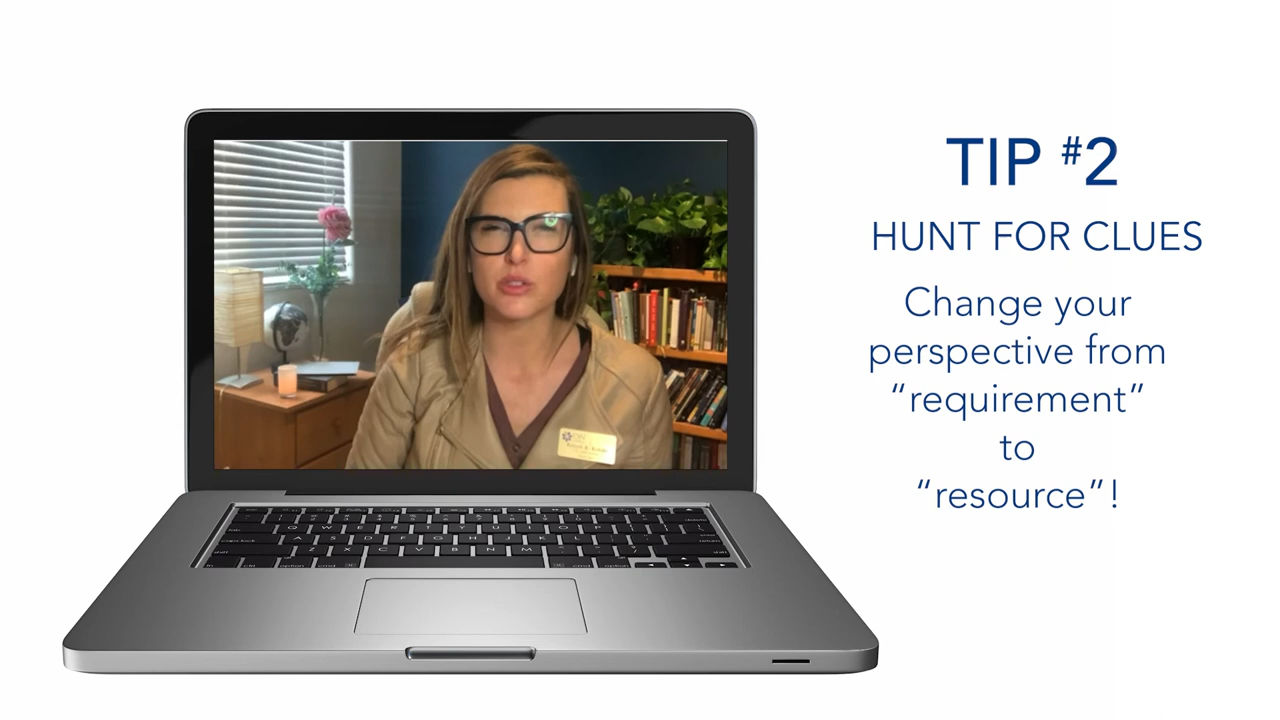 TIP #2
HUNT FOR CLUES
Change your
perspective from
“requirement”
to
“resource”!